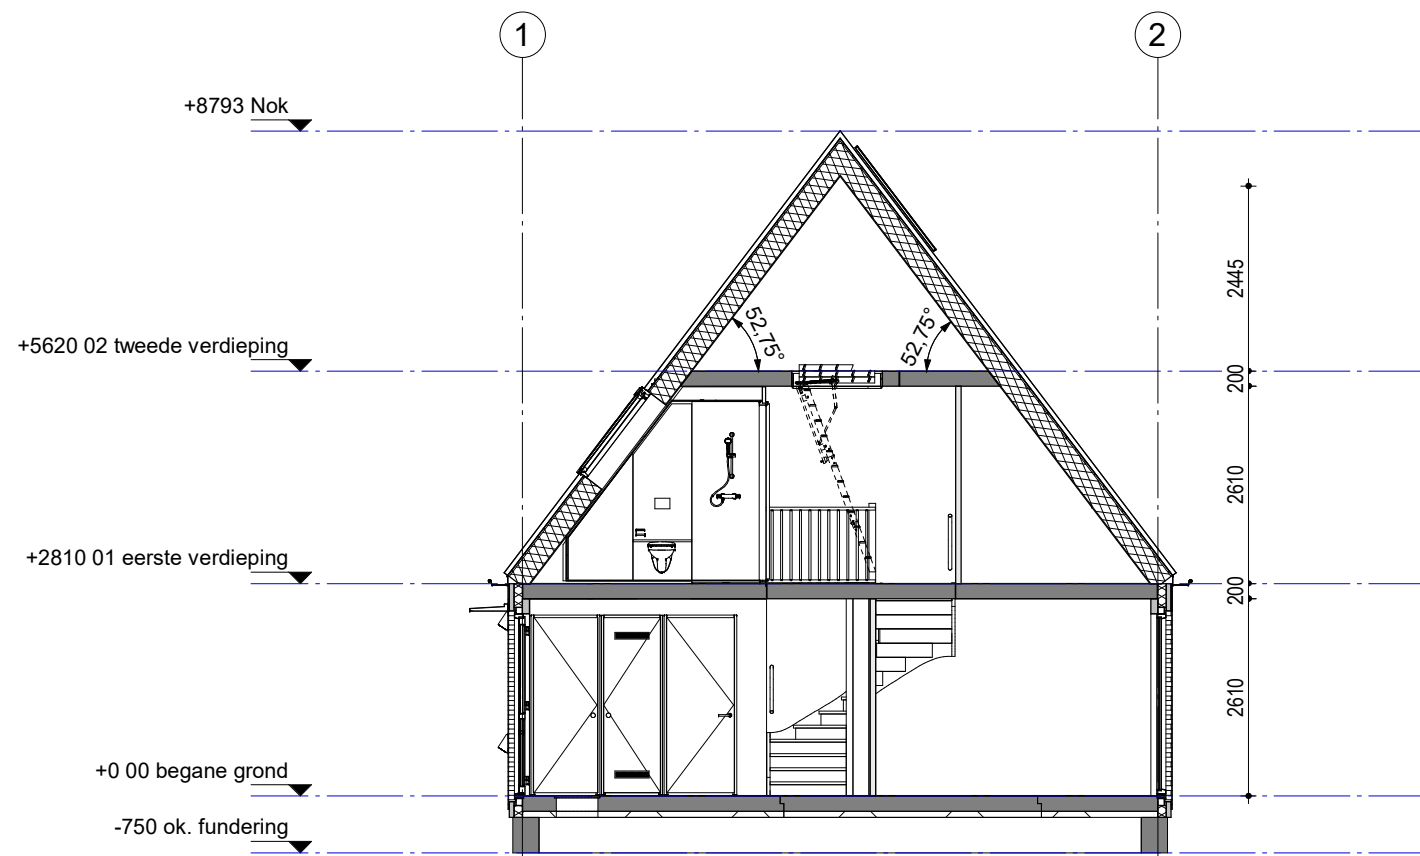 1
2
+8793 Nok
2445
52,75°
52,75°
+5620 02 tweede verdieping
200
2610
+2810 01 eerste verdieping
200
2610
+0 00 begane grond
-750 ok. fundering